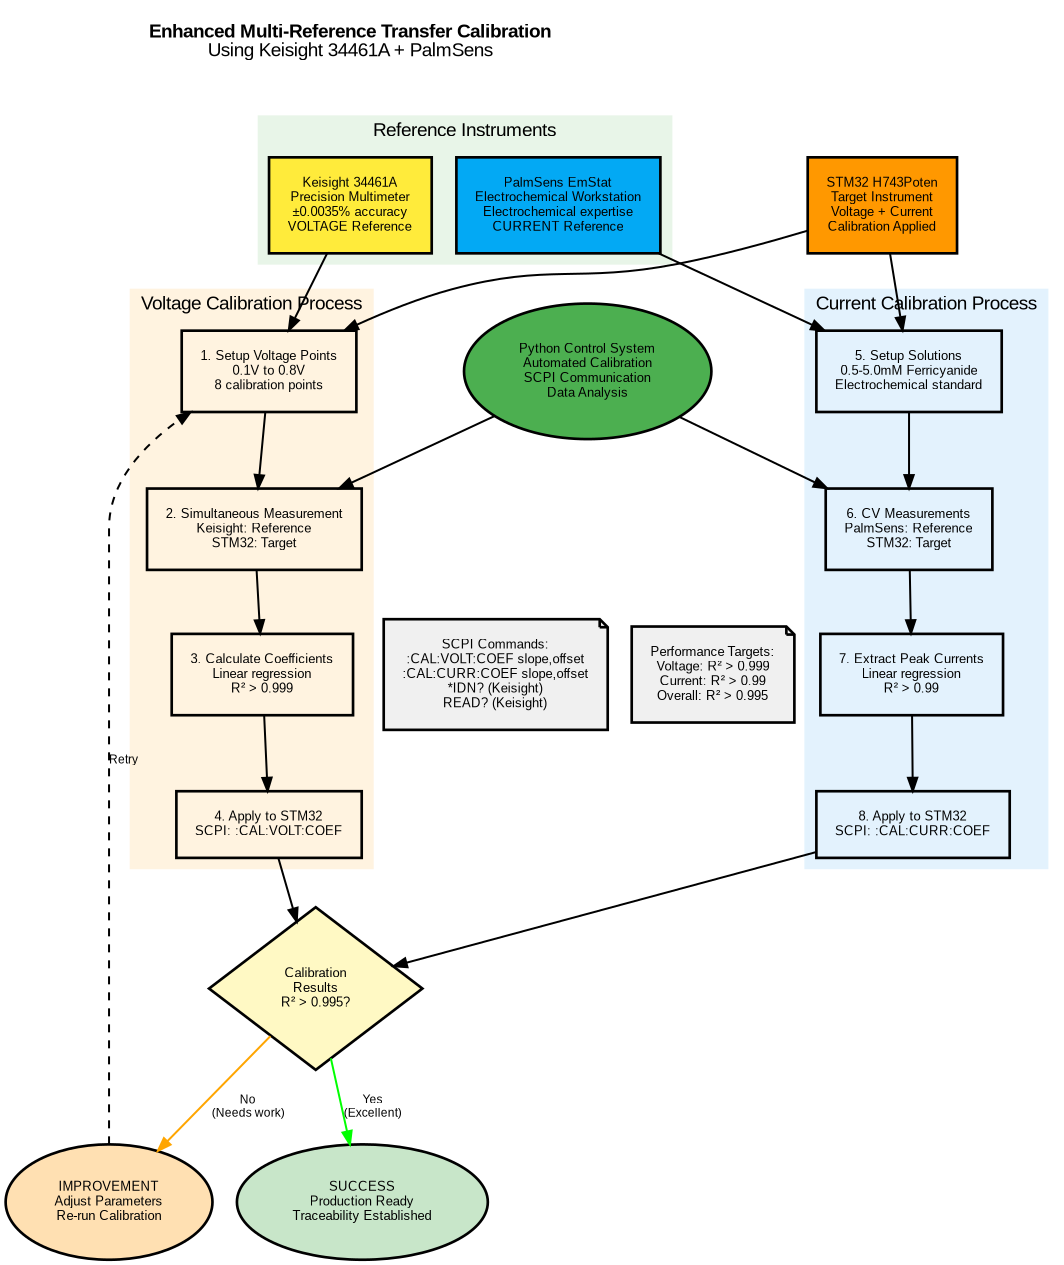 Enhanced Multi-Reference Transfer Calibration
Using Keisight 34461A + PalmSens
Reference Instruments
Keisight 34461A
Precision Multimeter
±0.0035% accuracy
VOLTAGE Reference
PalmSens EmStat
Electrochemical Workstation
Electrochemical expertise
CURRENT Reference
STM32 H743Poten
Target Instrument
Voltage + Current
Calibration Applied
Voltage Calibration Process
1. Setup Voltage Points
0.1V to 0.8V
8 calibration points
Python Control System
Automated Calibration
SCPI Communication
Data Analysis
Current Calibration Process
5. Setup Solutions
0.5-5.0mM Ferricyanide
Electrochemical standard
2. Simultaneous Measurement
Keisight: Reference
STM32: Target
6. CV Measurements
PalmSens: Reference
STM32: Target
3. Calculate Coefficients
Linear regression
R² > 0.999
SCPI Commands:
:CAL:VOLT:COEF slope,offset
:CAL:CURR:COEF slope,offset
*IDN? (Keisight)
READ? (Keisight)
Performance Targets:
Voltage: R² > 0.999
Current: R² > 0.99
Overall: R² > 0.995
7. Extract Peak Currents
Linear regression
R² > 0.99
Retry
4. Apply to STM32
SCPI: :CAL:VOLT:COEF
8. Apply to STM32
SCPI: :CAL:CURR:COEF
Calibration
Results
R² > 0.995?
No
(Needs work)
Yes
(Excellent)
IMPROVEMENT
Adjust Parameters
Re-run Calibration
SUCCESS
Production Ready
Traceability Established